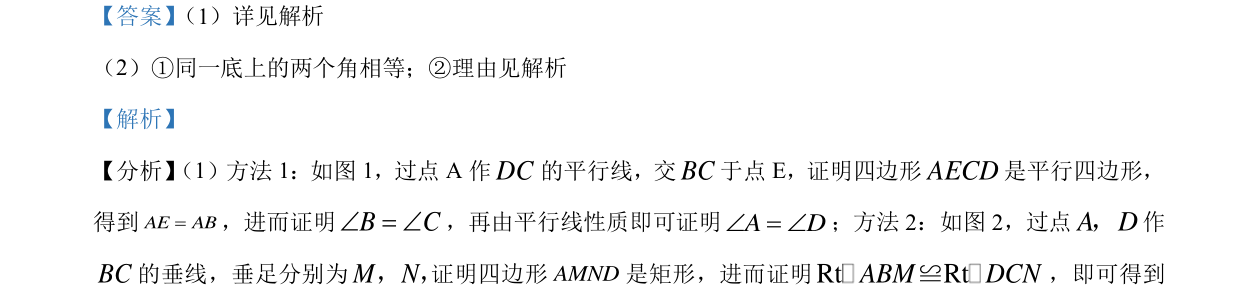 【答案】（1）详见解析
（2）①同一底上的两个角相等；②理由见解析
【解析】
【分析】（1）方法 1：如图 1，过点 A 作 DC 的平行线，交 BC 于点 E，证明四边形 AECD 是平行四边形，
得到 AE = AB，进而证明∠B = ∠C，再由平行线性质即可证明∠A = ∠D；方法 2：如图 2，过点 A，D 作
BC 的垂线，垂足分别为 M，N，证明四边形 AMND 是矩形，进而证明 Rt□ABM≌Rt□DCN，即可得到